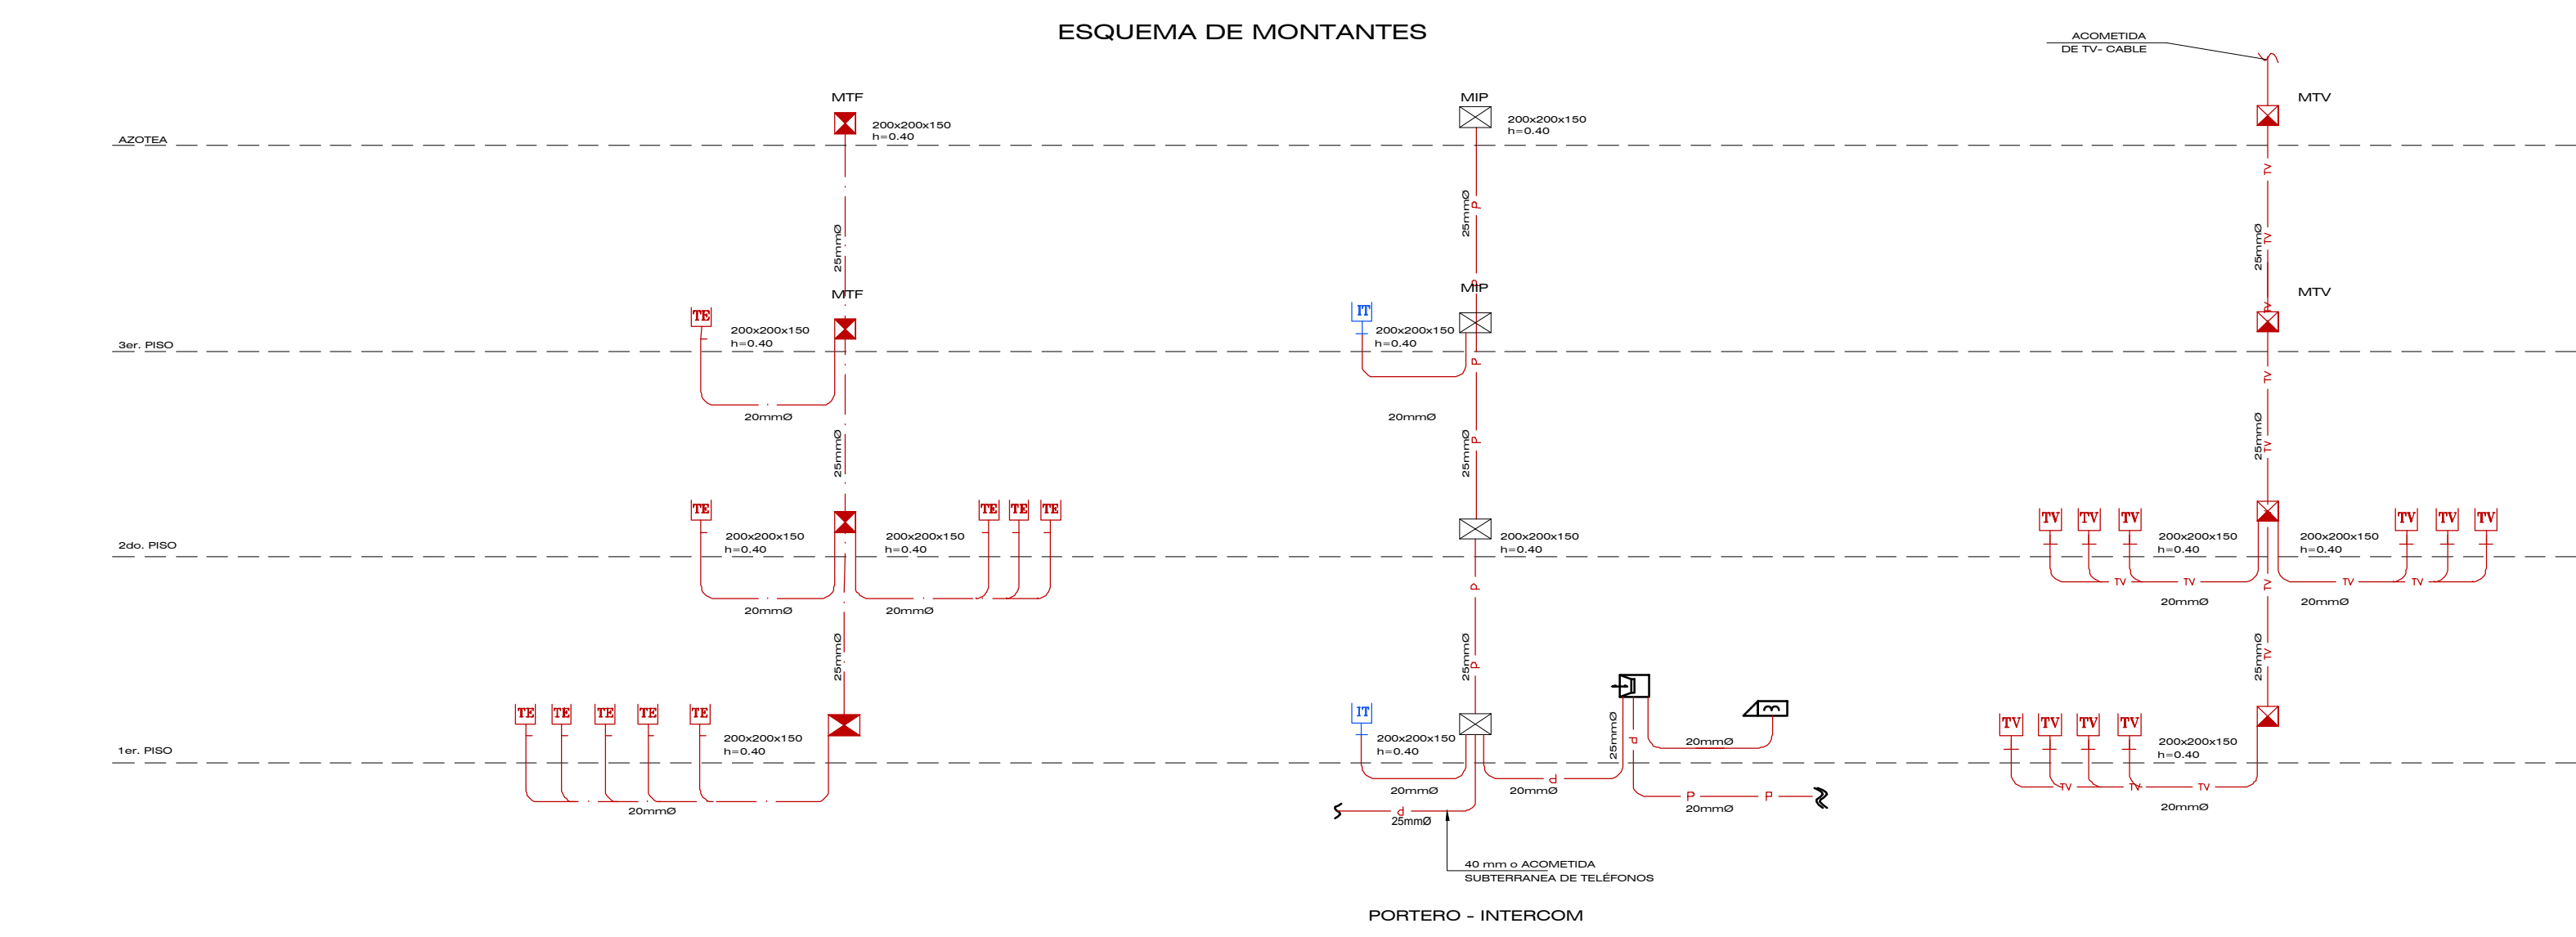 ESQUEMA DE MONTANTES
ACOMETIDA
DE TV- CABLE
MTF
200x200x150
h=0.40
MIP
200x200x150
h=0.40
MTV
AZOTEA
TV
25mmØ
P
25mmØ
P
25mmØ
TV
TV
MTF
MIP
MTV
TE
200x200x150
h=0.40
IT
200x200x150
h=0.40
3er. PISO
20mmØ
P
20mmØ
TV
25mmØ
25mmØ
P
25mmØ
TV
TE
200x200x150
h=0.40
200x200x150
h=0.40
TE
TE
TE
200x200x150
h=0.40
TV
TV
TV
200x200x150
h=0.40
200x200x150
h=0.40
TV
TV
TV
2do. PISO
20mmØ
20mmØ
P
TV
TV
20mmØ
TV
TV
TV
20mmØ
25mmØ
25mmØ
P
25mmØ
TV
TE
TE
TE
TE
TE
200x200x150
h=0.40
IT
200x200x150
h=0.40
25mmØ
P
20mmØ
TV
TV
TV
TV
200x200x150
h=0.40
1er. PISO
20mmØ
20mmØ
P
20mmØ
P
25mmØ
P
P
20mmØ
TV
TV
TV
20mmØ
40 mm o ACOMETIDA
SUBTERRANEA DE TELÉFONOS
PORTERO - INTERCOM